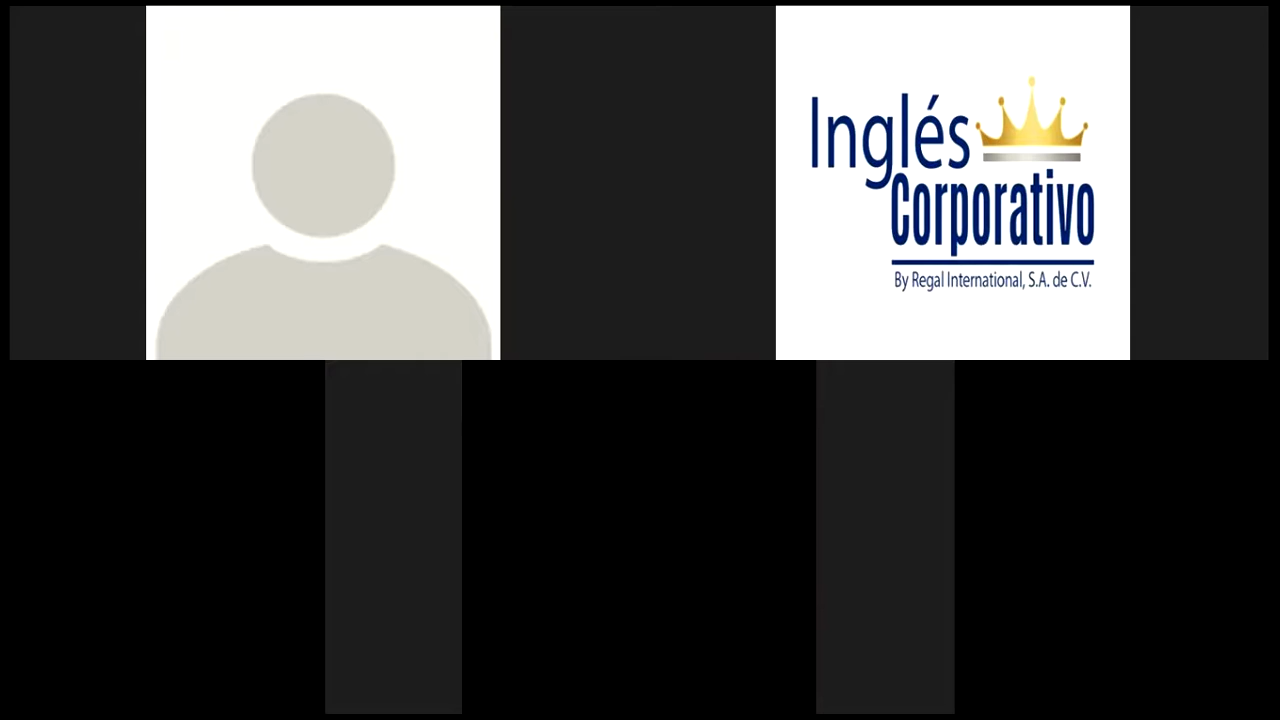 Inglés
Corporativo
By Regal International, S.A. de C.V.